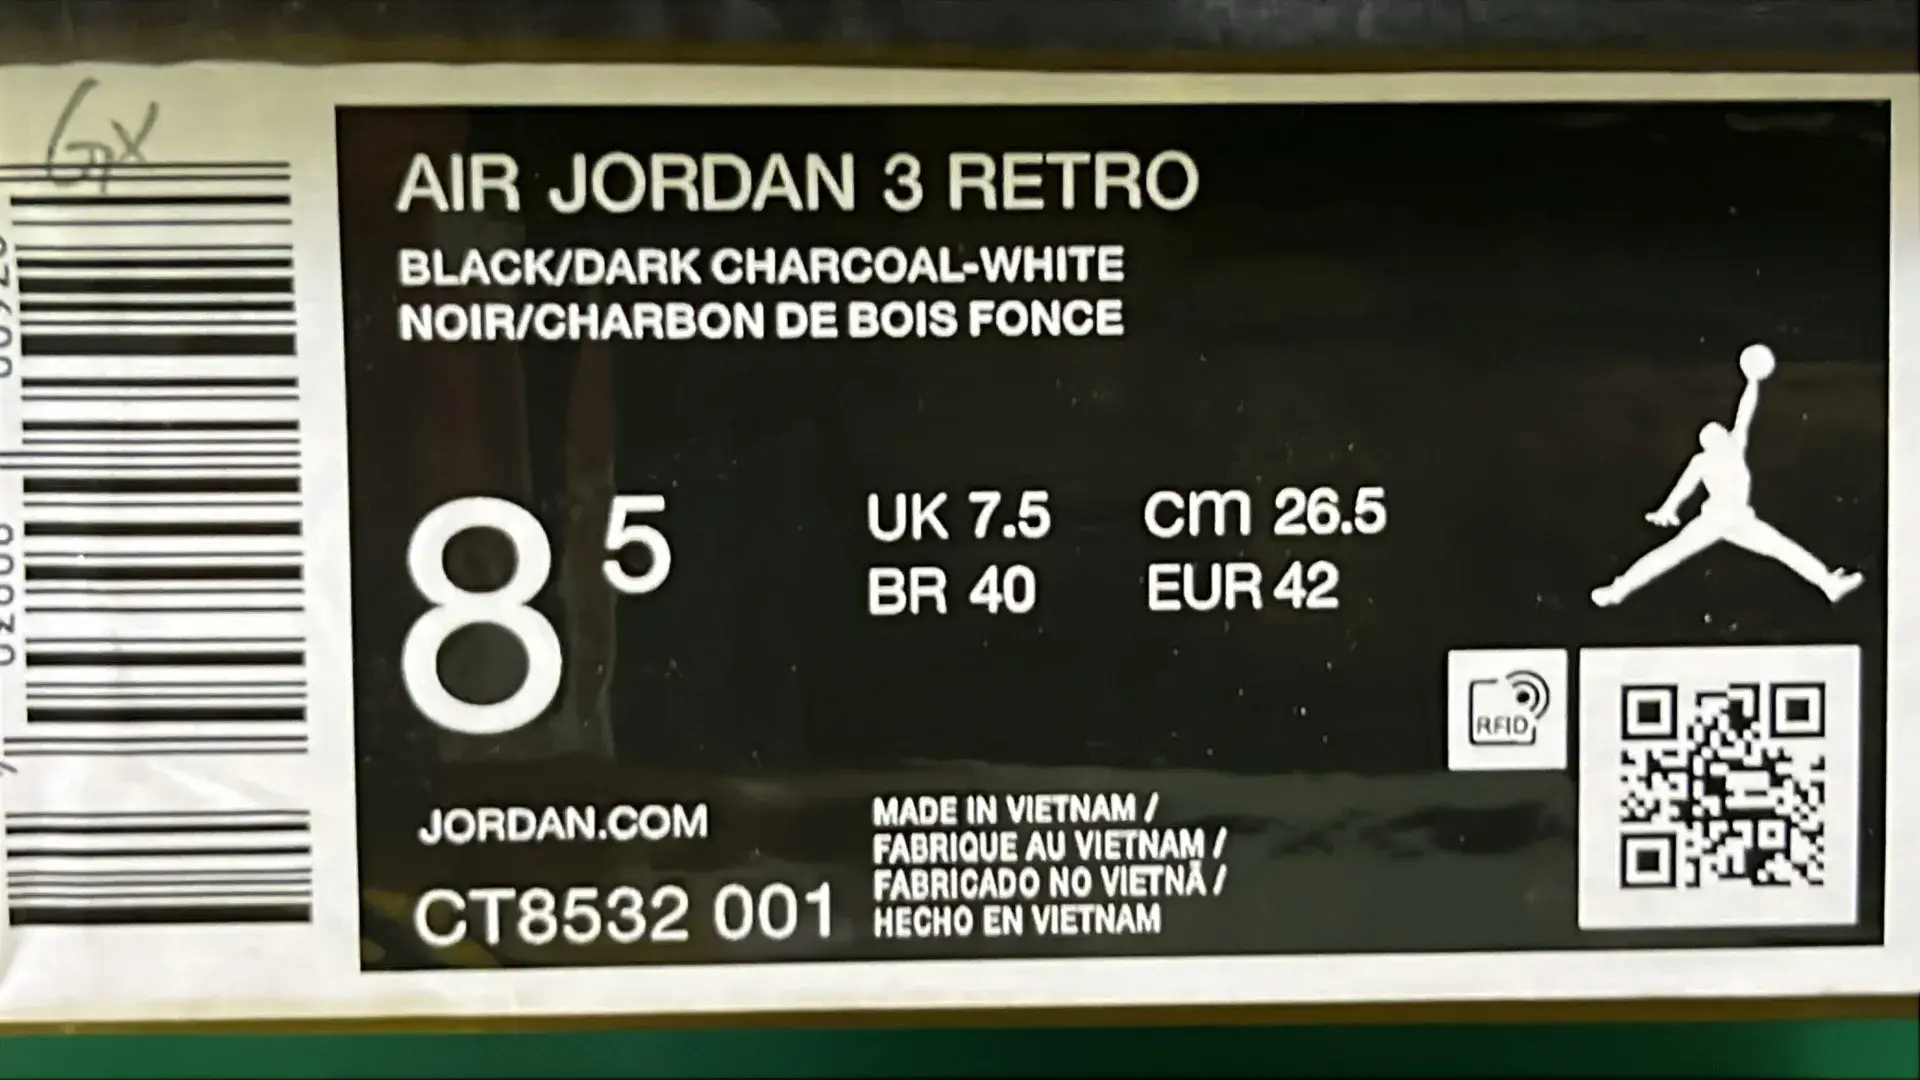 AIR JORDAN 3 RETRO
BLACK/DARK CHARCOAL-WHITE
NOIR/CHARBON DE BOIS FONCE
8 5
UK 7.5 cm 26.5
BR 40 EUR 42
RFID
JORDAN.COM
CT8532 001
MADE IN VIETNAM /
FABRIQUE AU VIETNAM /
FABRICADO NO VIETNÃ /
HECHO EN VIETNAM